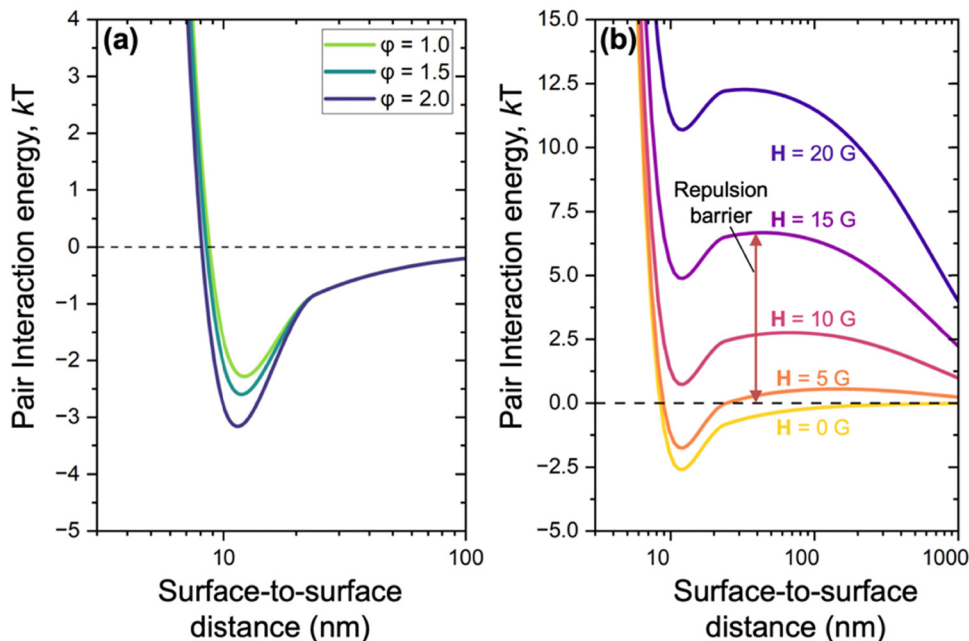 (a)
φ = 1.0
φ = 1.5
φ = 2.0
Pair Interaction energy, kT
4
3
2
1
0
−1
−2
−3
−4
−5
10
100
Surface-to-surface
distance (nm)
(b)
Pair Interaction energy, kT
15.0
12.5
10.0
7.5
5.0
2.5
0.0
−2.5
−5.0
H = 20 G
Repulsion
barrier
H = 15 G
H = 10 G
H = 5 G
H = 0 G
10
100
1000
Surface-to-surface
distance (nm)